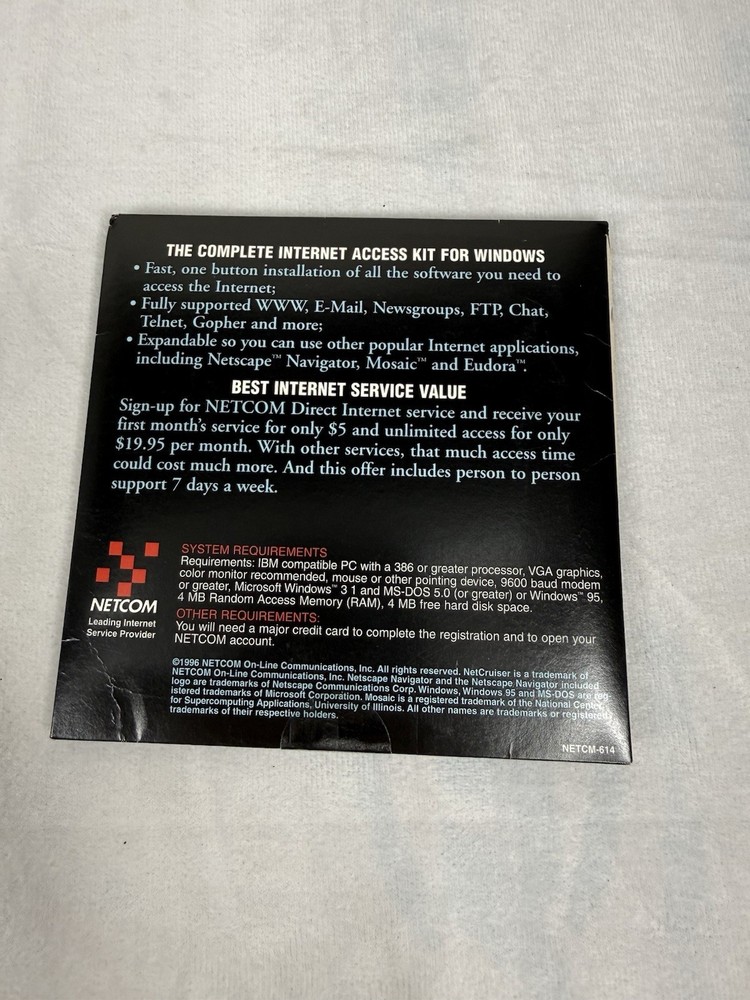 THE COMPLETE INTERNET ACCESS KIT FOR WINDOWS
• Fast, one button installation of all the software you need to
access the Internet;
• Fully supported WWW, E-Mail, Newsgroups, FTP, Chat,
Telnet, Gopher and more;
• Expandable so you can use other popular Internet applications,
including Netscape™ Navigator, Mosaic™ and Eudora™.
BEST INTERNET SERVICE VALUE
Sign-up for NETCOM Direct Internet service and receive your
first month's service for only $5 and unlimited access for only
$19.95 per month. With other services, that much access time
could cost much more. And this offer includes person to person
support 7 days a week.
NETCOM
Leading Internet
Service Provider
SYSTEM REQUIREMENTS
Requirements: IBM compatible PC with a 386 or greater processor, VGA graphics,
color monitor recommended, mouse or other pointing device, 9600 baud modem
or greater, Microsoft Windows™ 3 1 and MS-DOS 5.0 (or greater) or Windows™ 95,
4 MB Random Access Memory (RAM), 4 MB free hard disk space.
OTHER REQUIREMENTS:
You will need a major credit card to complete the registration and to open your
NETCOM account.
©1996 NETCOM On-Line Communications, Inc. All rights reserved. NetCruiser is a trademark of
NETCOM On-Line Communications, Inc. Netscape Navigator and the Netscape Navigator included
logo are trademarks of Netscape Communications Corp. Windows, Windows 95 and MS-DOS are reg-
istered trademarks of Microsoft Corporation. Mosaic is a registered trademark of the National Center
for Supercomputing Applications, University of Illinois. All other names are trademarks or registered
trademarks of their respective holders.
NETCM-614